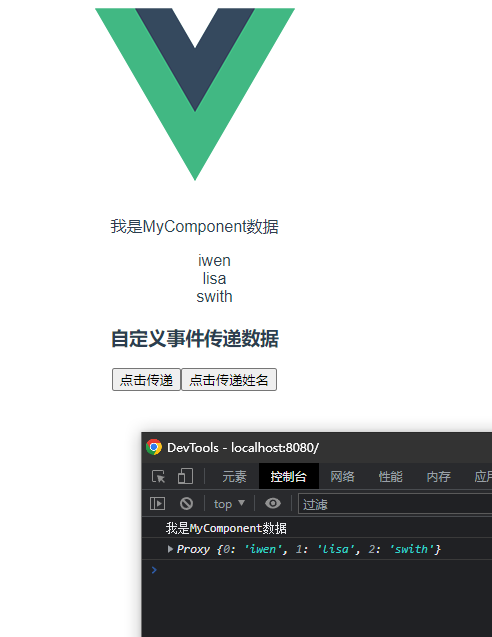 我是MyComponent数据
iwen
lisa
swith
自定义事件传递数据
点击传递 点击传递姓名
DevTools - localhost:8080/
元素 控制台 网络 性能 内存 应用
top ▼ 过滤
我是MyComponent数据
▶ Proxy {0: 'iwen', 1: 'lisa', 2: 'swith'}
>